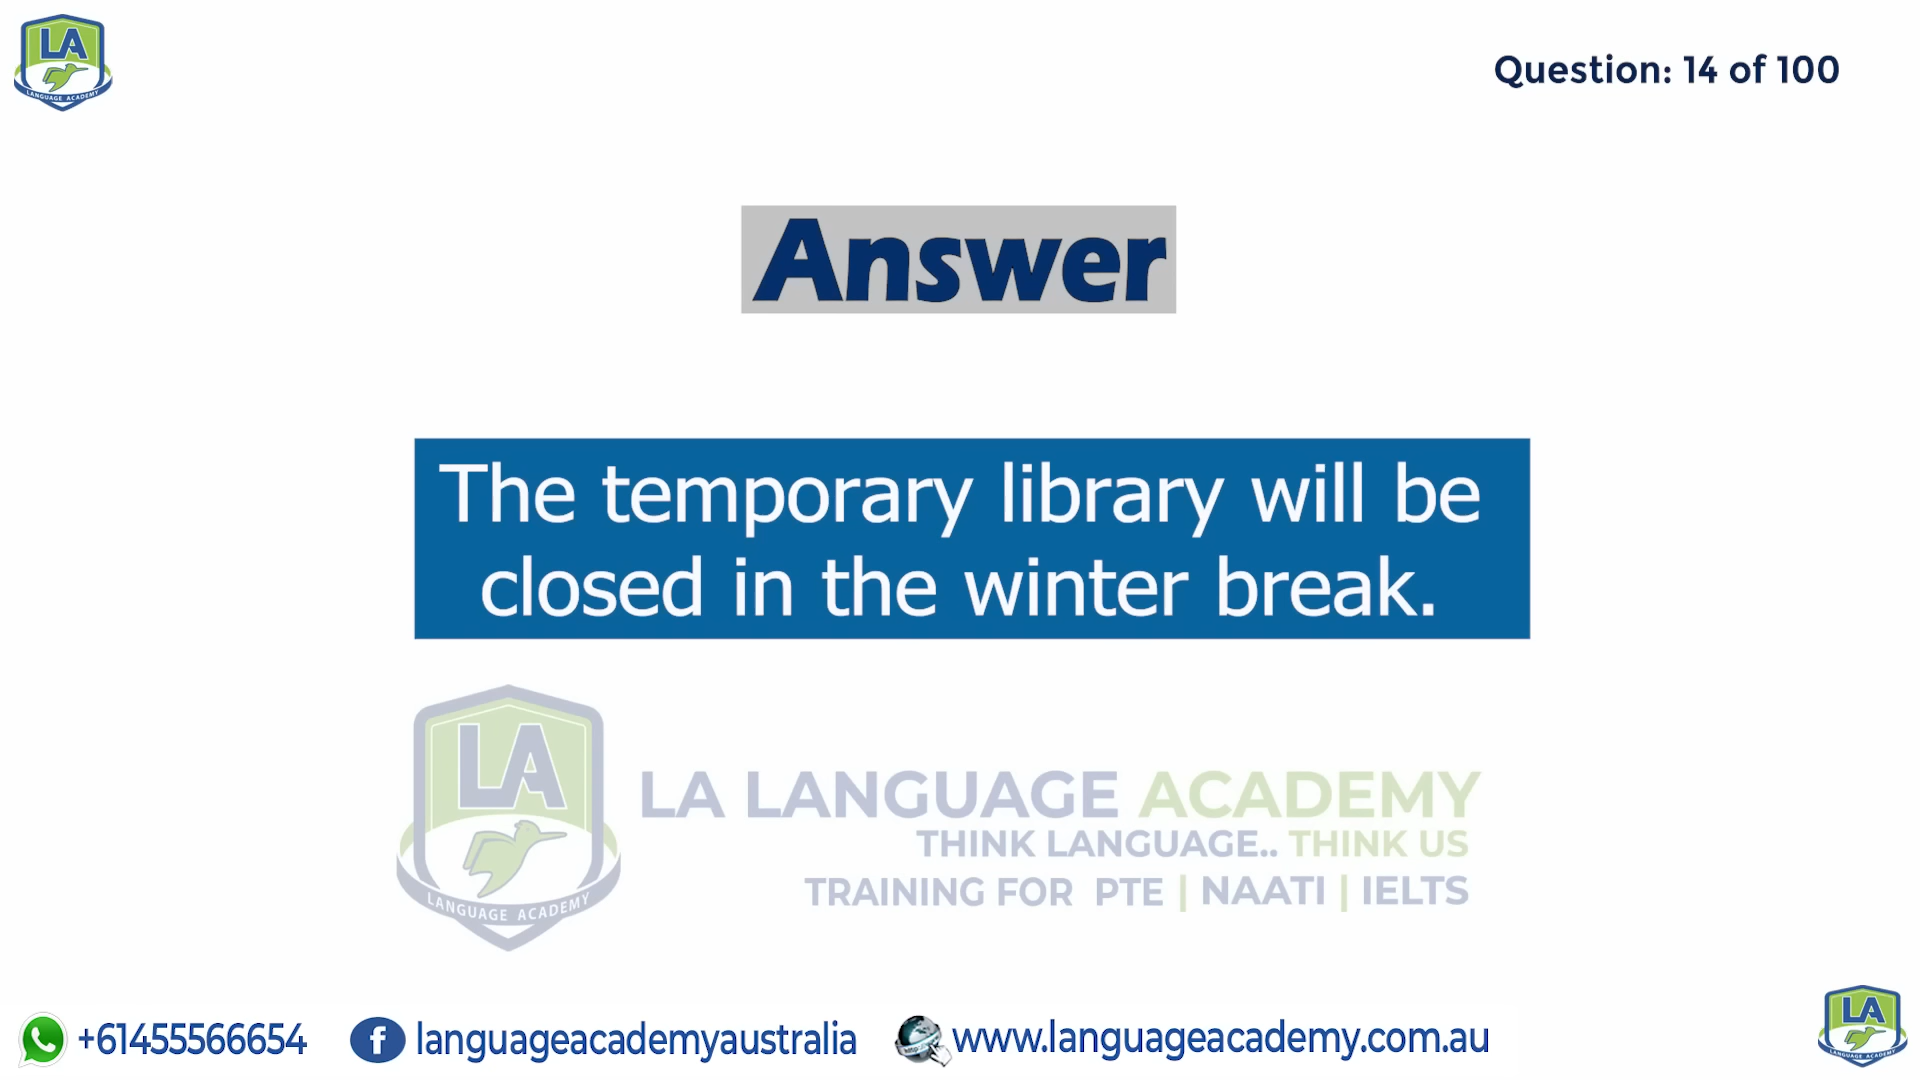 LA
LANGUAGE ACADEMY
Question: 14 of 100
Answer
The temporary library will be
closed in the winter break.
LA
LANGUAGE ACADEMY
LA LANGUAGE ACADEMY
THINK LANGUAGE.. THINK US
TRAINING FOR PTE | NAATI | IELTS
+61455566654
languageacademyaustralia
www.languageacademy.com.au
LA
LANGUAGE ACADEMY